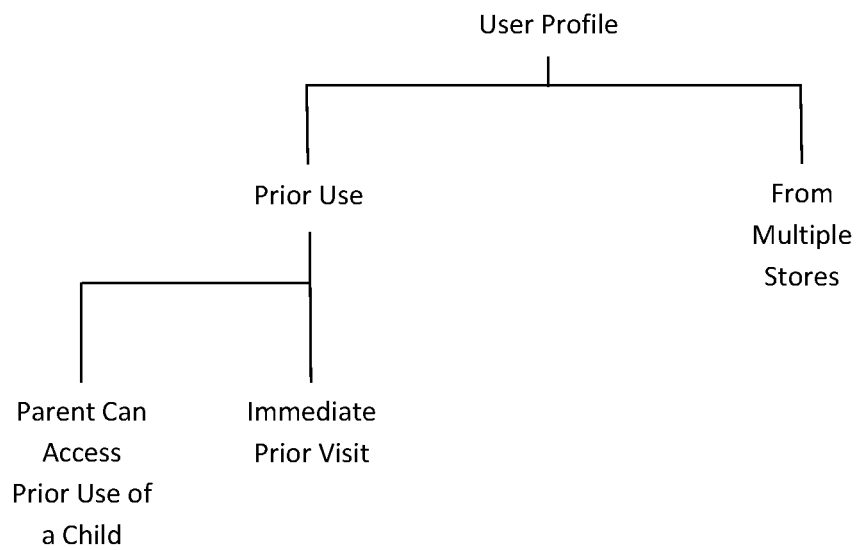 User Profile
Prior Use
From
Multiple
Stores
Parent Can
Access
Prior Use of
a Child
Immediate
Prior Visit